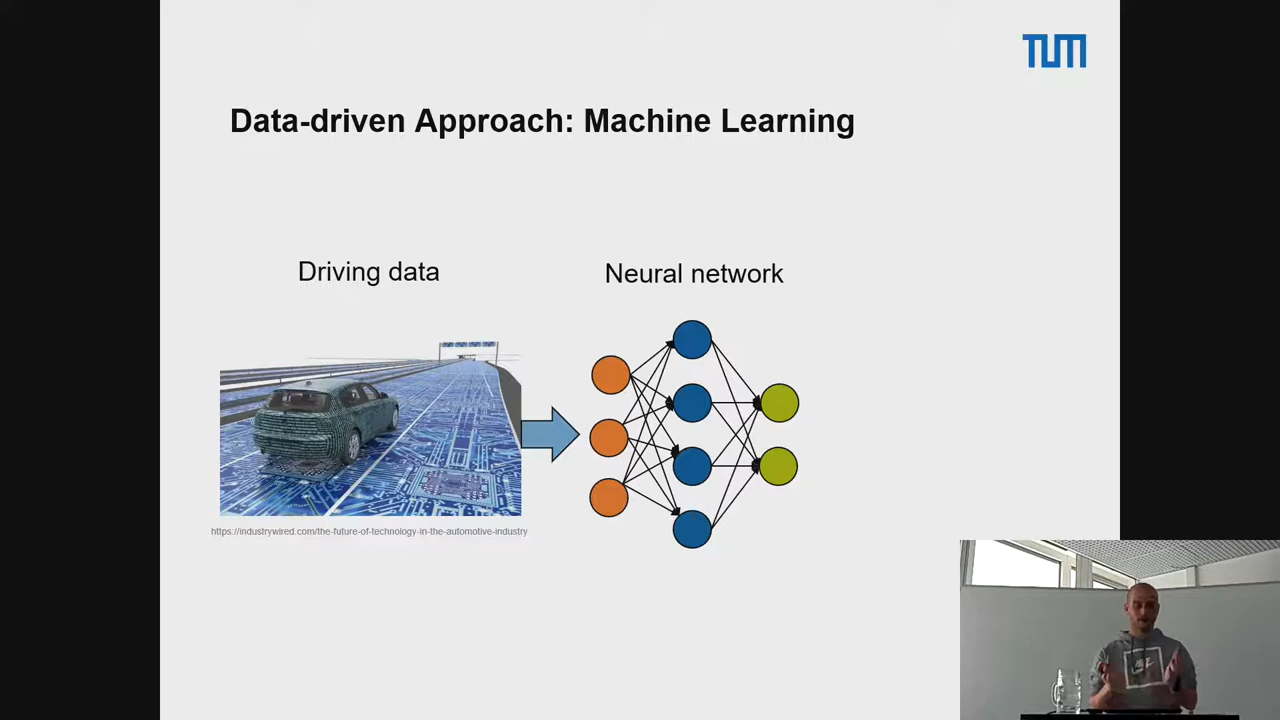 TUM
Data-driven Approach: Machine Learning
Driving data
Neural network
https://industrywired.com/the-future-of-technology-in-the-automotive-industry